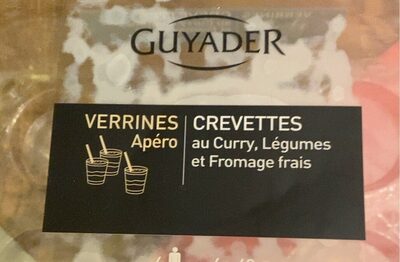 GUYADER
VERRINES
Apéro
CREVETTES
au Curry, Légumes
et Fromage frais